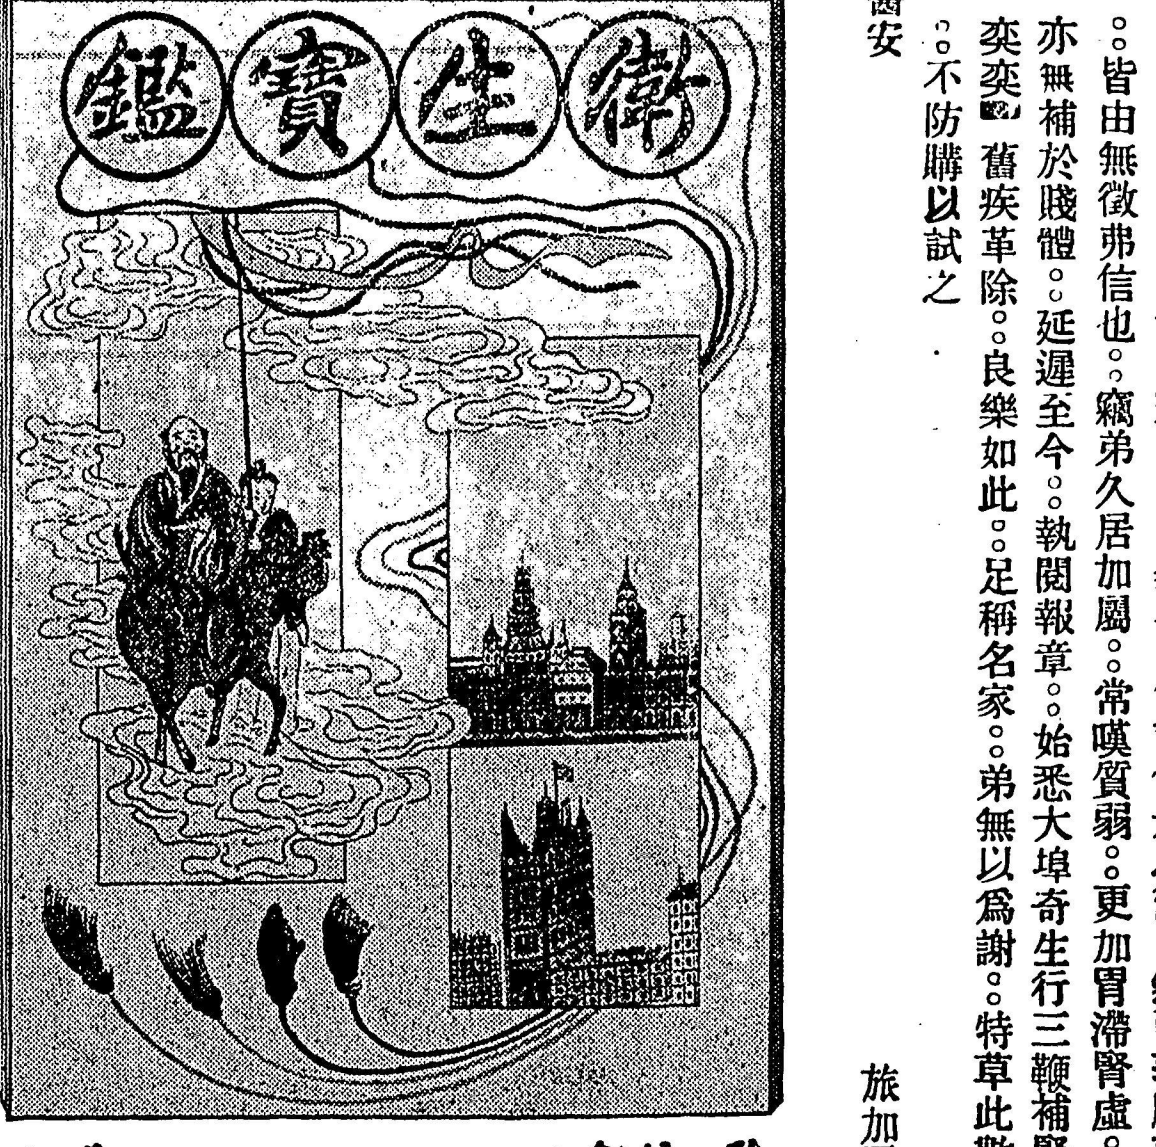 。。皆由無徵弗信也。。竊弟久居加屬。。常嘆質弱。。更加胃滯腎虛。
亦無補於賤體。。延遲至今。。執閱報章。。始悉大埠奇生行三鞭補腎
奕奕 舊疾革除。。良樂如此。。足稱名家。。弟無以爲謝。。特草此數
。。不防購以試之
安
旅加
衛生寶鑑